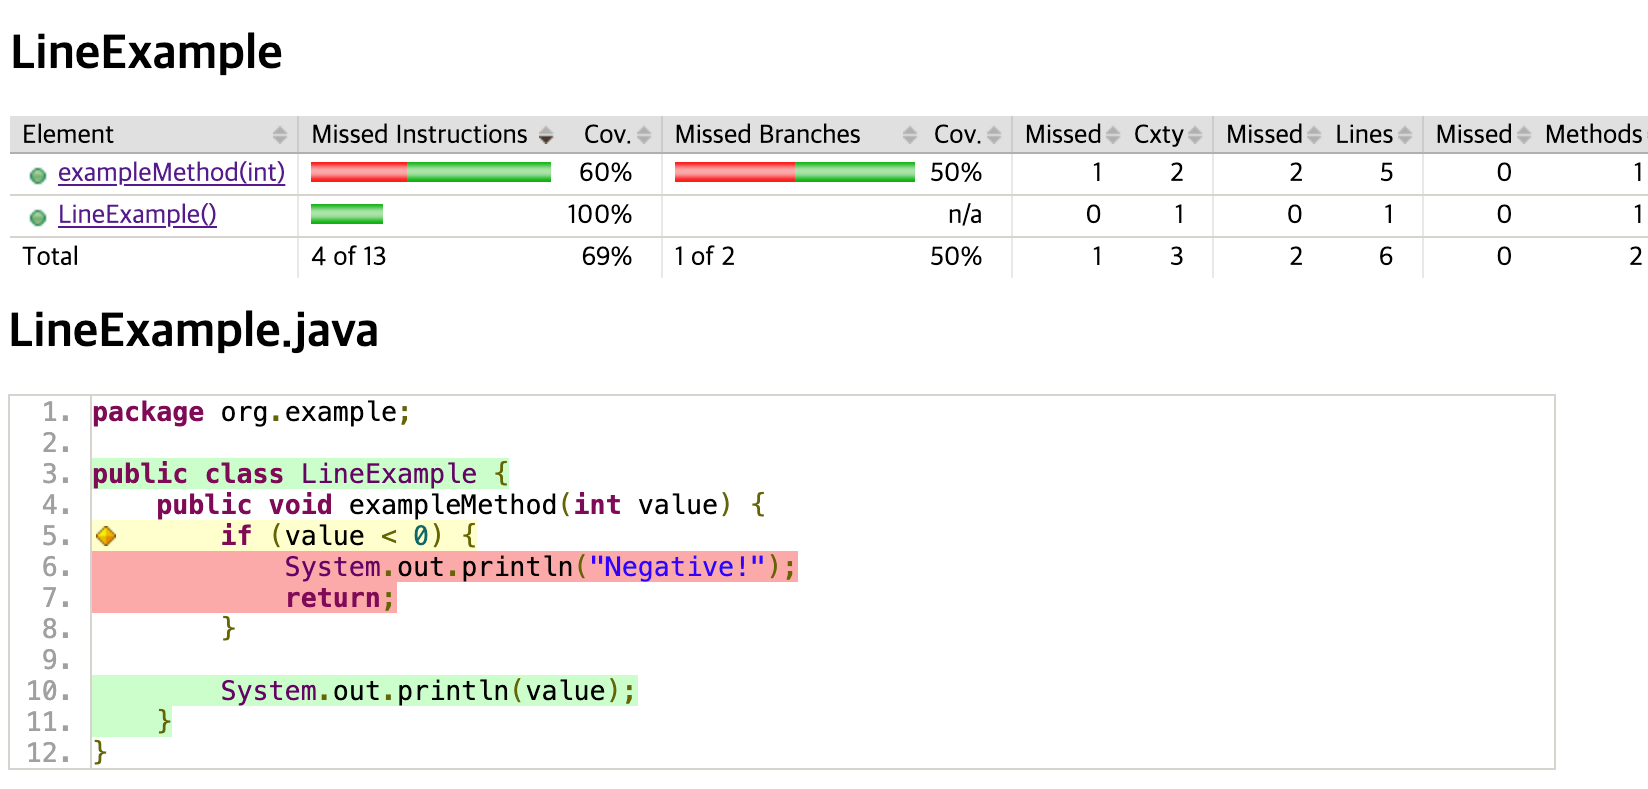 LineExample
Element Missed Instructions Cov. Missed Branches Cov. Missed Cxty Missed Lines Missed Methods
exampleMethod(int) 60% 50% 1 2 2 5 0 1
LineExample() 100% n/a 0 1 0 1 0 1
Total 4 of 13 69% 1 of 2 50% 1 3 2 6 0 2
LineExample.java
1. package org.example;
2.
3. public class LineExample {
4.     public void exampleMethod(int value) {
5.         if (value < 0) {
6.             System.out.println("Negative!");
7.             return;
8.         }
9.
10.         System.out.println(value);
11.     }
12. }